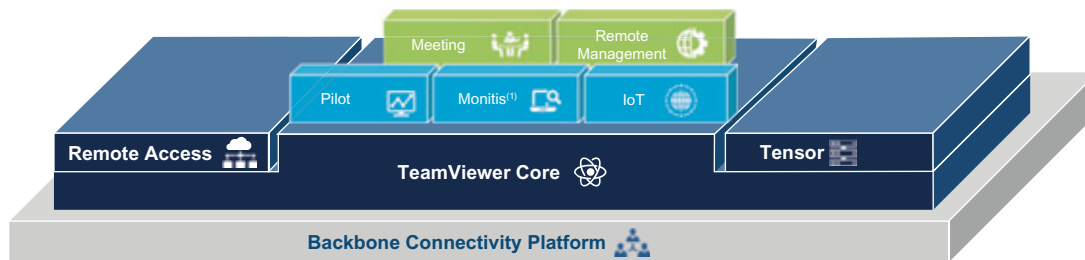 Meeting
Remote
Management
Pilot
Monitis(1)
IoT
Remote Access
TeamViewer Core
Tensor
Backbone Connectivity Platform